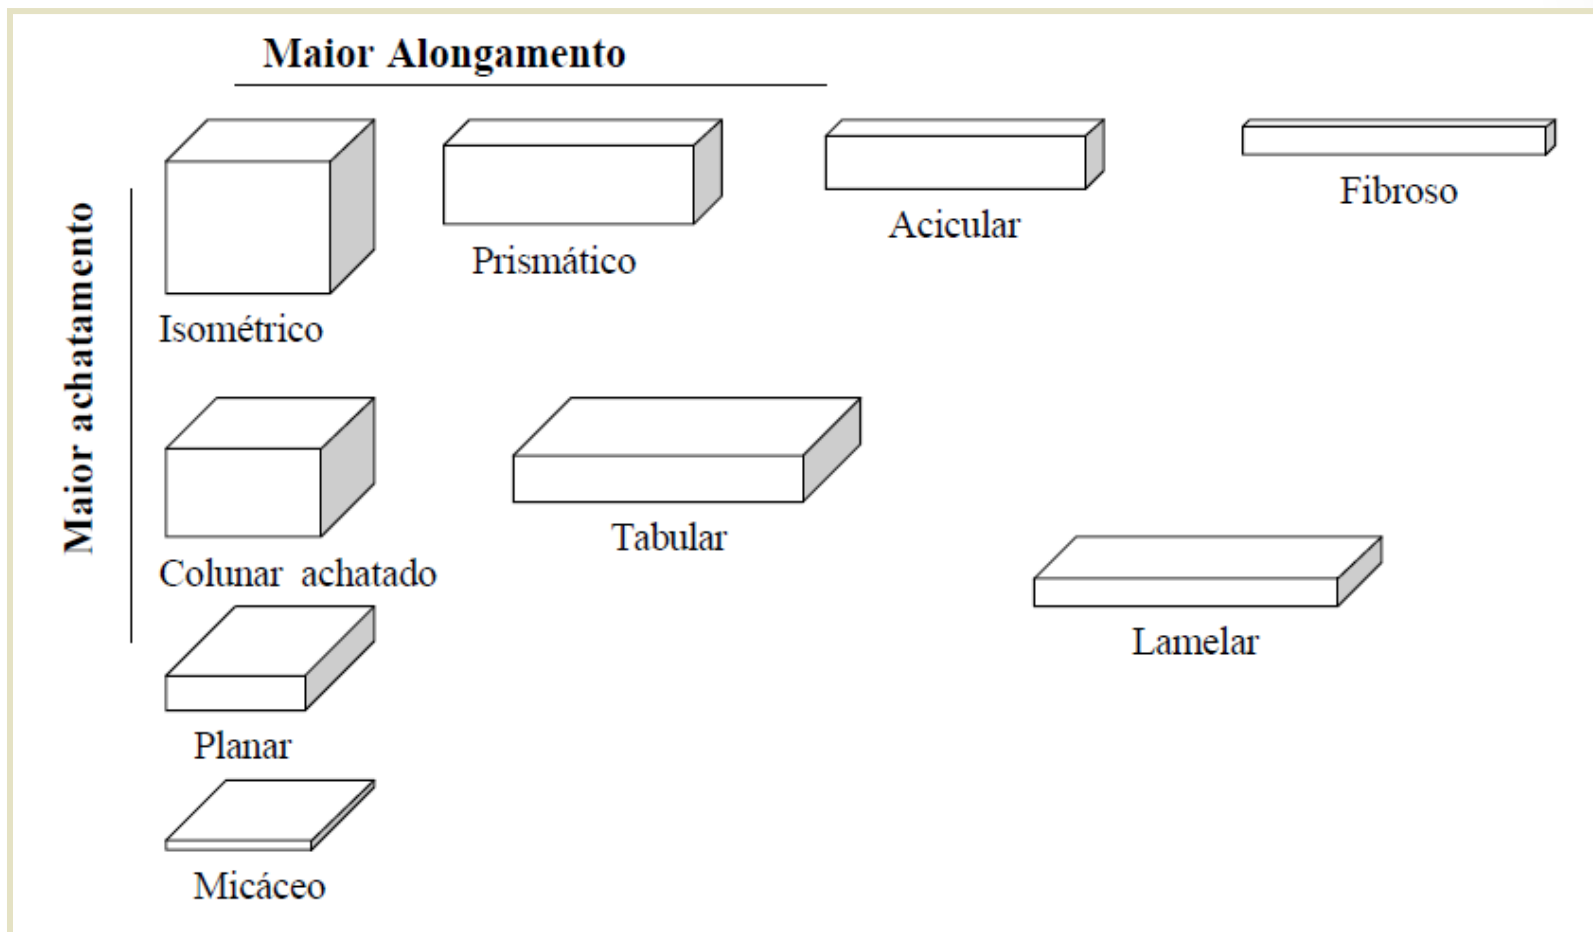 Maior Alongamento
Maior achatamento
Isométrico
Prismático
Acicular
Fibroso
Colunar achatado
Tabular
Lamelar
Planar
Micáceo